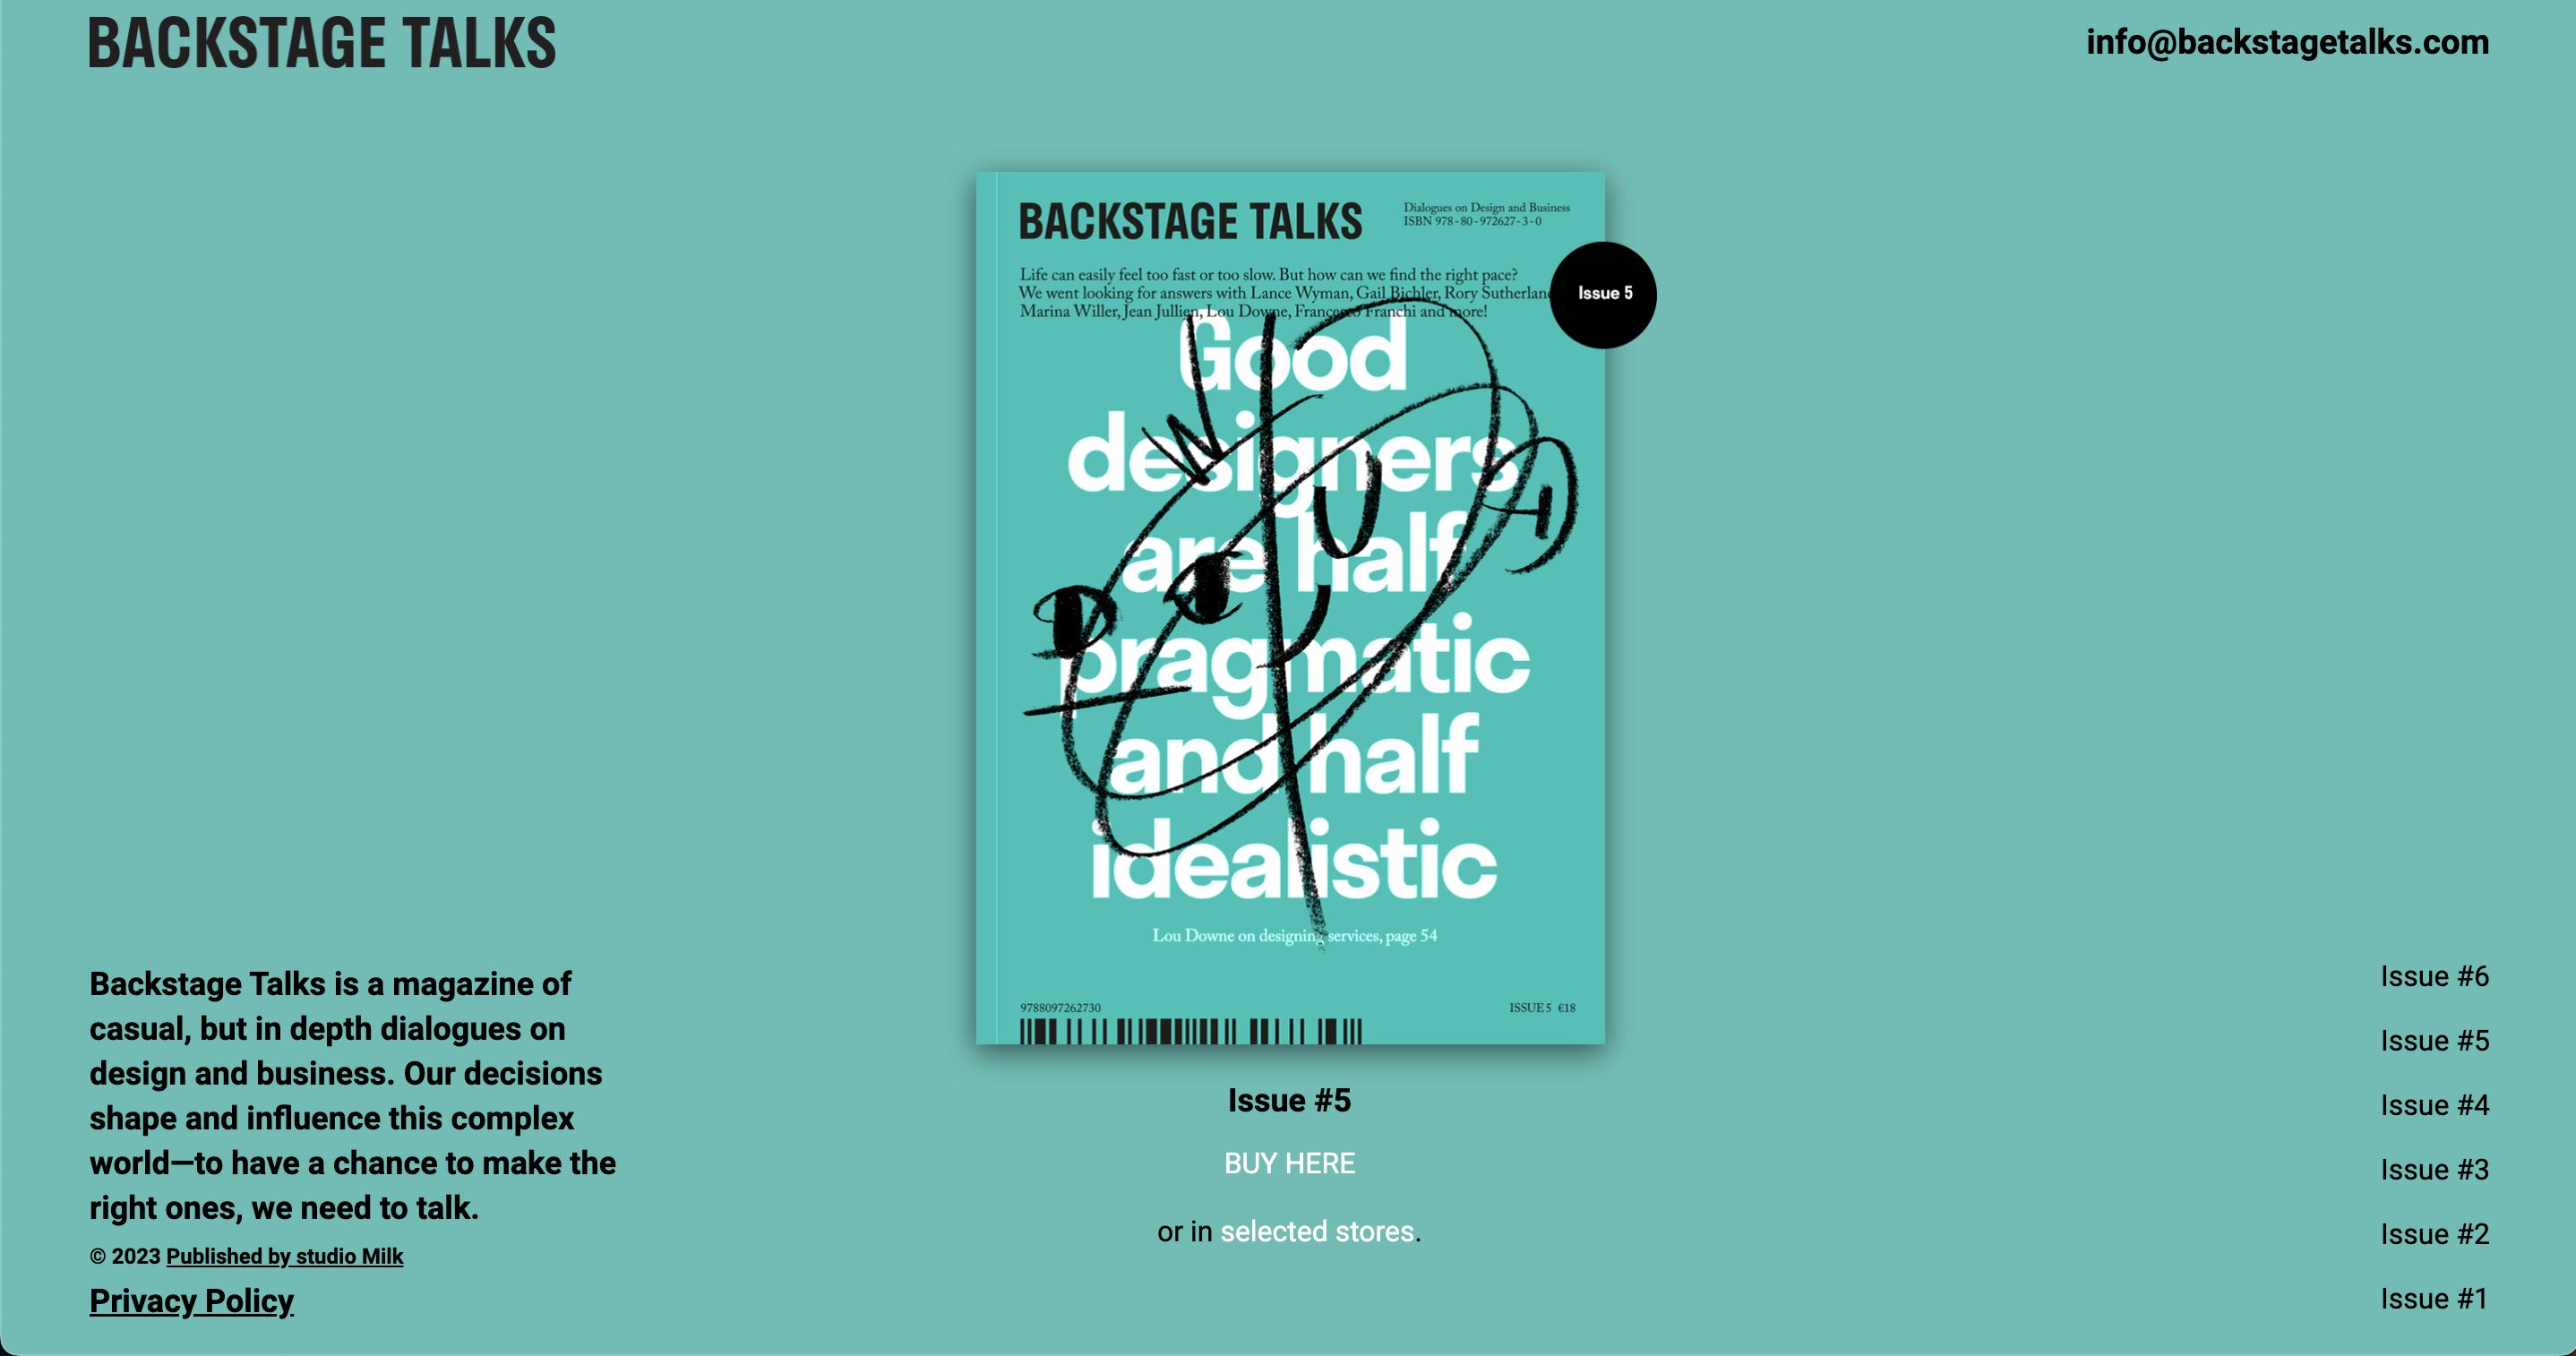 BACKSTAGE TALKS
info@backstagetalks.com
BACKSTAGE TALKS
Dialogues on Design and Business
ISBN 978-80-972627-3-0
Life can easily feel too fast or too slow. But how can we find the right pace?
We went looking for answers with Lance Wyman, Gail Bichler, Rory Sutherland
Marina Willer, Jean Jullien, Lou Downe, Francesco Franchi and more!
Issue 5
Good
designers
are half
pragmatic
and half
idealistic
Lou Downe on designing services, page 54
9788097262730
ISSUE 5 €18
Issue #5
BUY HERE
or in selected stores.
Backstage Talks is a magazine of
casual, but in depth dialogues on
design and business. Our decisions
shape and influence this complex
world—to have a chance to make the
right ones, we need to talk.
© 2023 Published by studio Milk
Privacy Policy
Issue #6
Issue #5
Issue #4
Issue #3
Issue #2
Issue #1